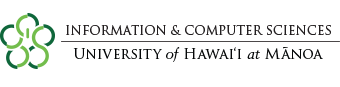 INFORMATION & COMPUTER SCIENCES
UNIVERSITY of HAWAIʻI at MĀNOA